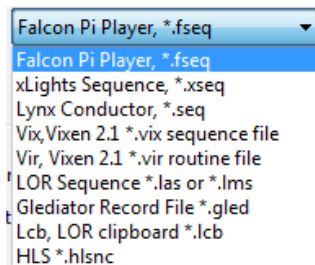 Falcon Pi Player, *.fseq
Falcon Pi Player, *.fseq
xLights Sequence, *.xseq
Lynx Conductor, *.seq
Vix,Vixen 2.1 *.vix sequence file
Vir, Vixen 2.1 *.vir routine file
LOR Sequence *.las or *.lms
Glediator Record File *.gled
Lcb, LOR clipboard *.lcb
HLS *.hlsnc